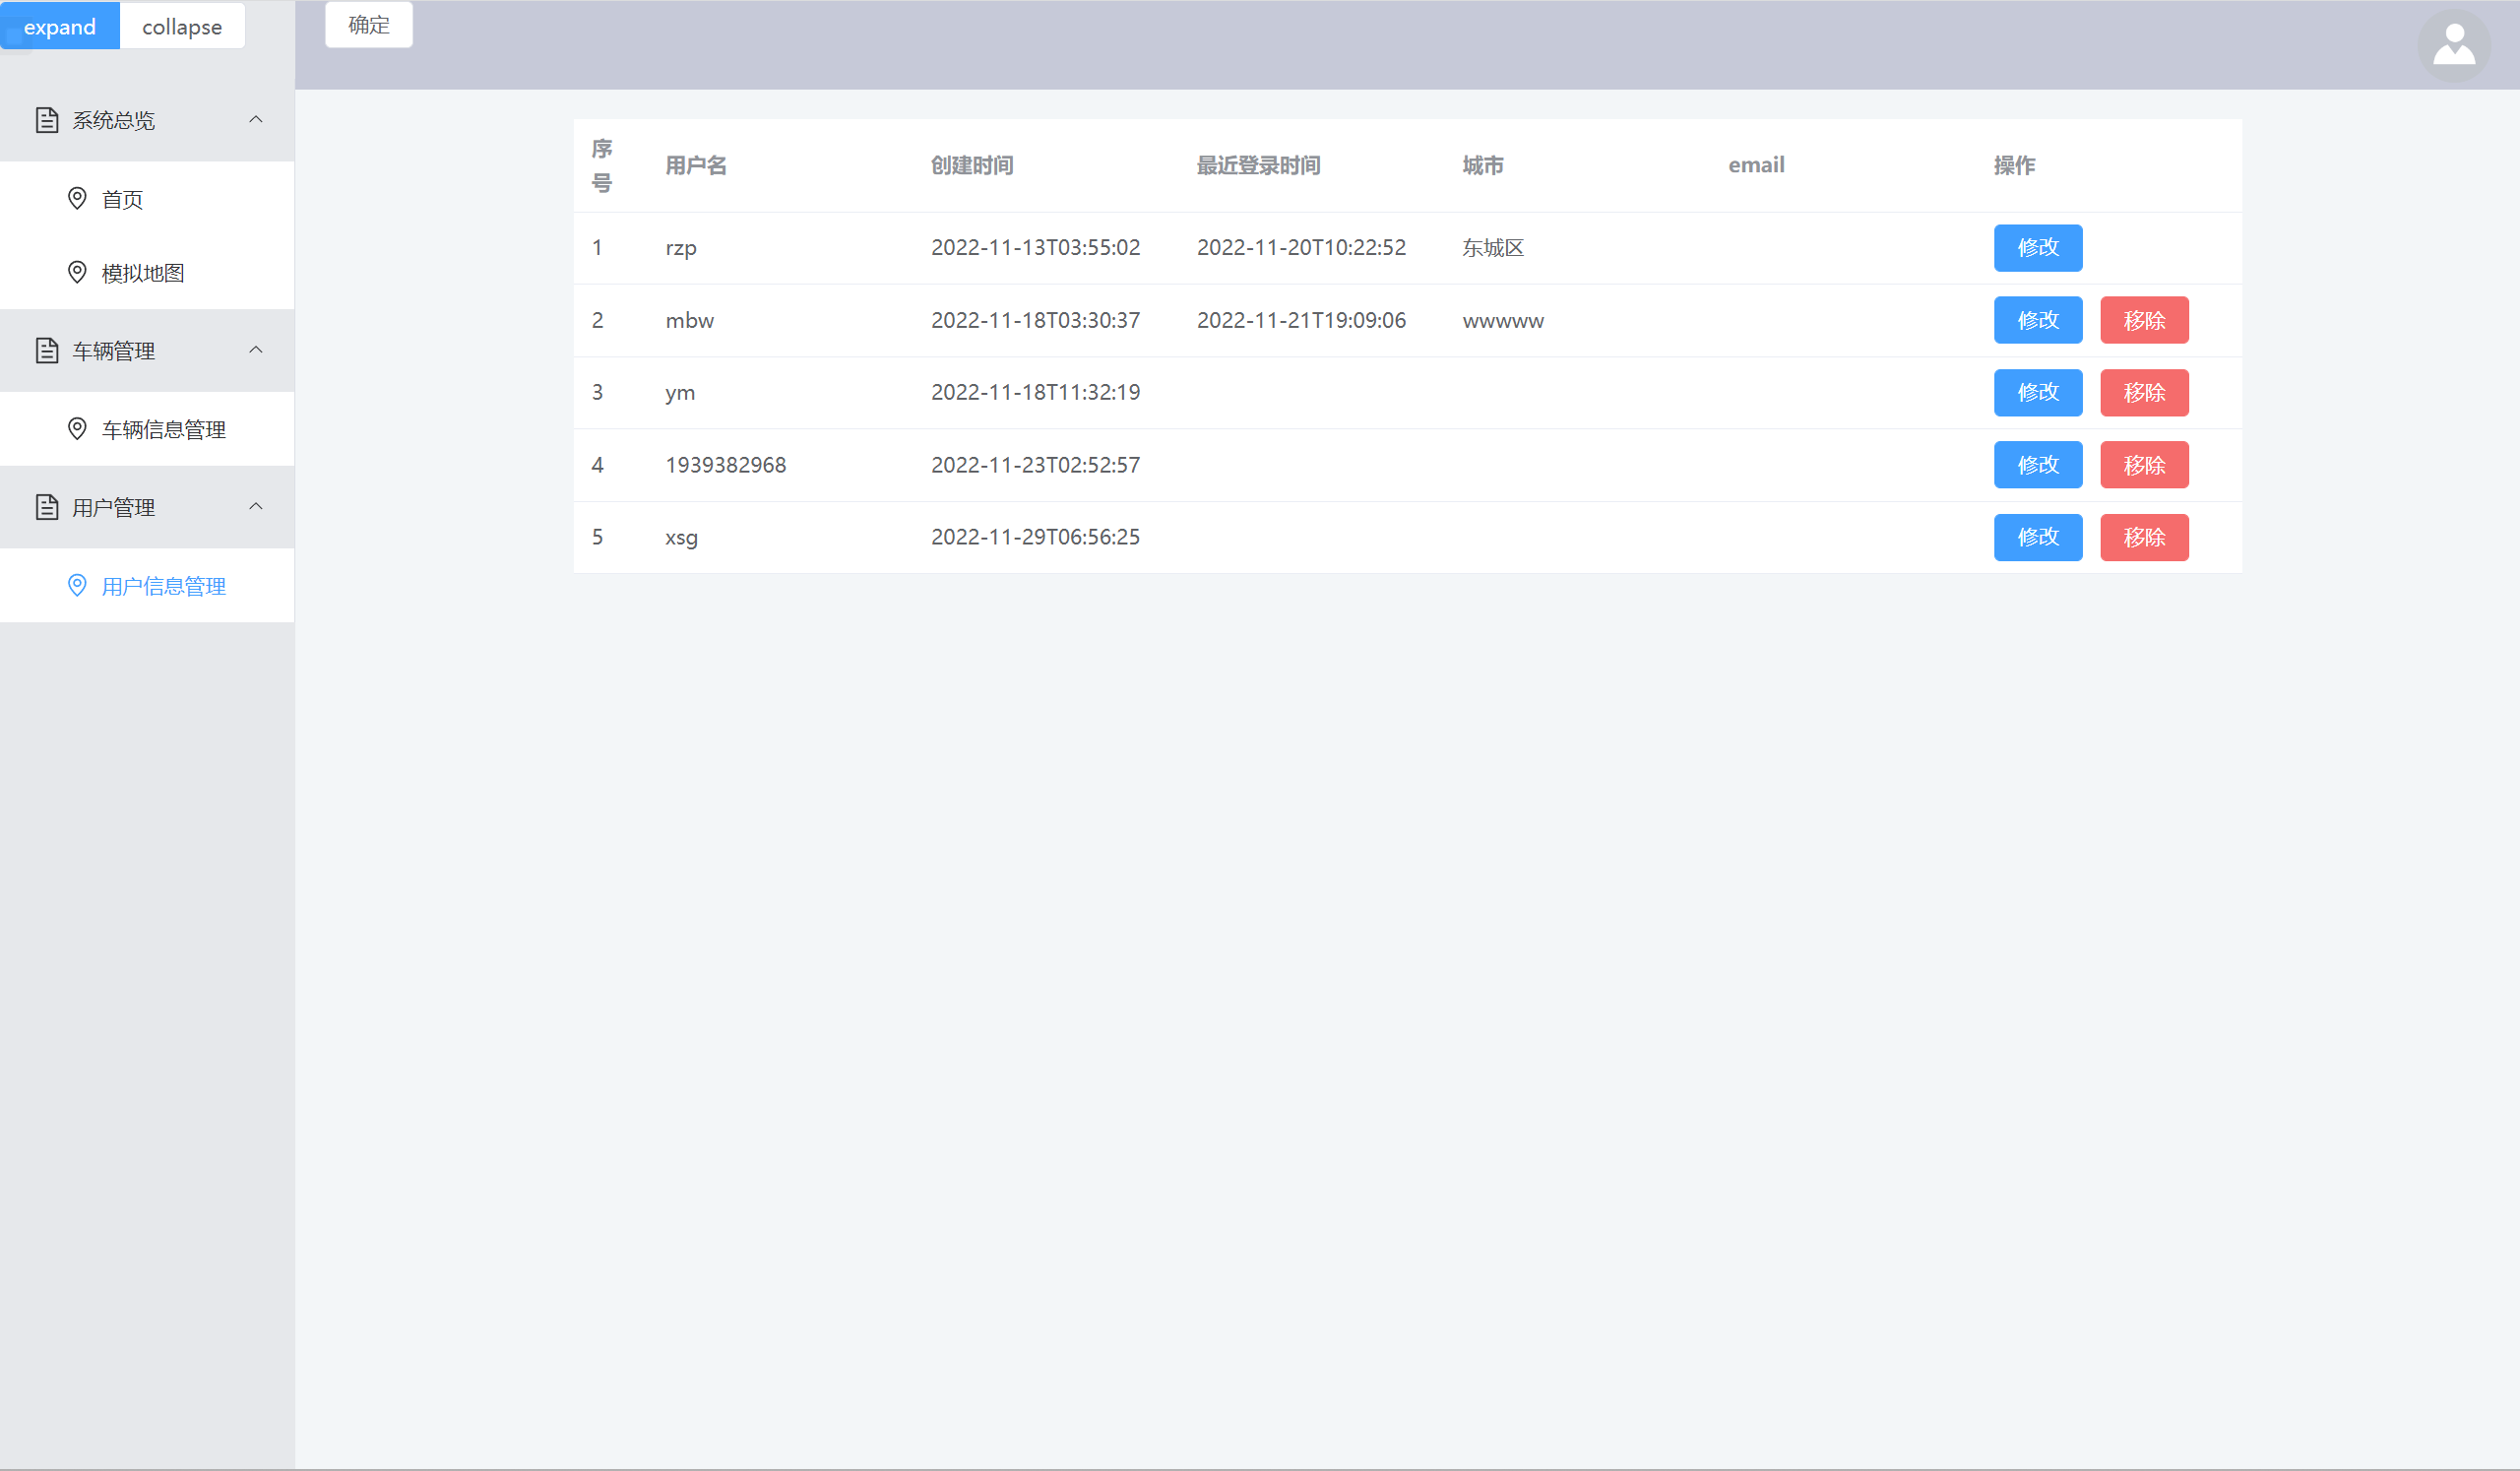 expand collapse 确定
系统总览
首页
模拟地图
车辆管理
车辆信息管理
用户管理
用户信息管理
序号 用户名 创建时间 最近登录时间 城市 email 操作
1 rzp 2022-11-13T03:55:02 2022-11-20T10:22:52 东城区 修改
2 mbw 2022-11-18T03:30:37 2022-11-21T19:09:06 wwwww 修改 移除
3 ym 2022-11-18T11:32:19 修改 移除
4 1939382968 2022-11-23T02:52:57 修改 移除
5 xsg 2022-11-29T06:56:25 修改 移除